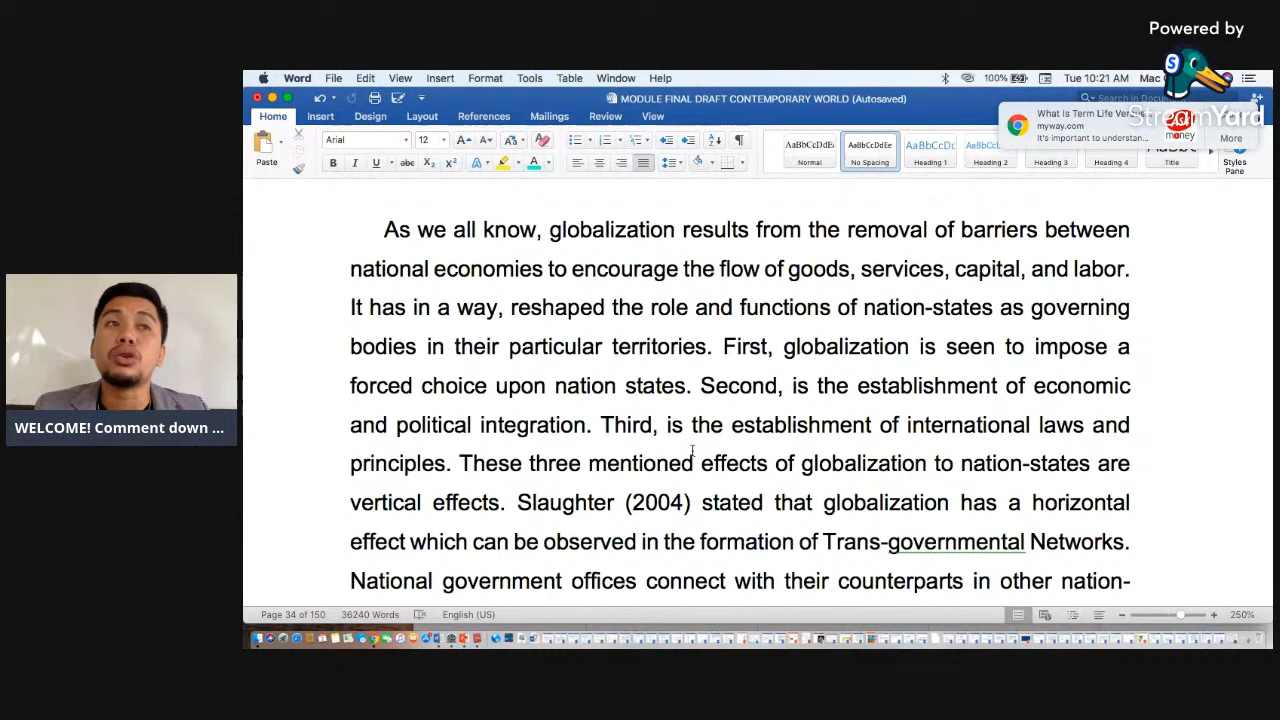 Powered by
StreamYard
Word File Edit View Insert Format Tools Table Window Help
100% Tue 10:21 AM Mac
MODULE FINAL DRAFT CONTEMPORARY WORLD (Autosaved)
Home Insert Design Layout References Mailings Review View
What Is Term Life Versu...
myway.com
It's important to understan...
money
More
Paste
Arial 12
AaBbCcDdEe AaBbCcDdEe AaBbCcDc
Normal No Spacing Heading 1 Heading 2 Heading 3 Heading 4 Title
Styles
Pane
As we all know, globalization results from the removal of barriers between
national economies to encourage the flow of goods, services, capital, and labor.
It has in a way, reshaped the role and functions of nation-states as governing
bodies in their particular territories. First, globalization is seen to impose a
forced choice upon nation states. Second, is the establishment of economic
and political integration. Third, is the establishment of international laws and
principles. These three mentioned effects of globalization to nation-states are
vertical effects. Slaughter (2004) stated that globalization has a horizontal
effect which can be observed in the formation of Trans-governmental Networks.
National government offices connect with their counterparts in other nation-
WELCOME! Comment down ...
Page 34 of 150 36240 Words English (US) 250%